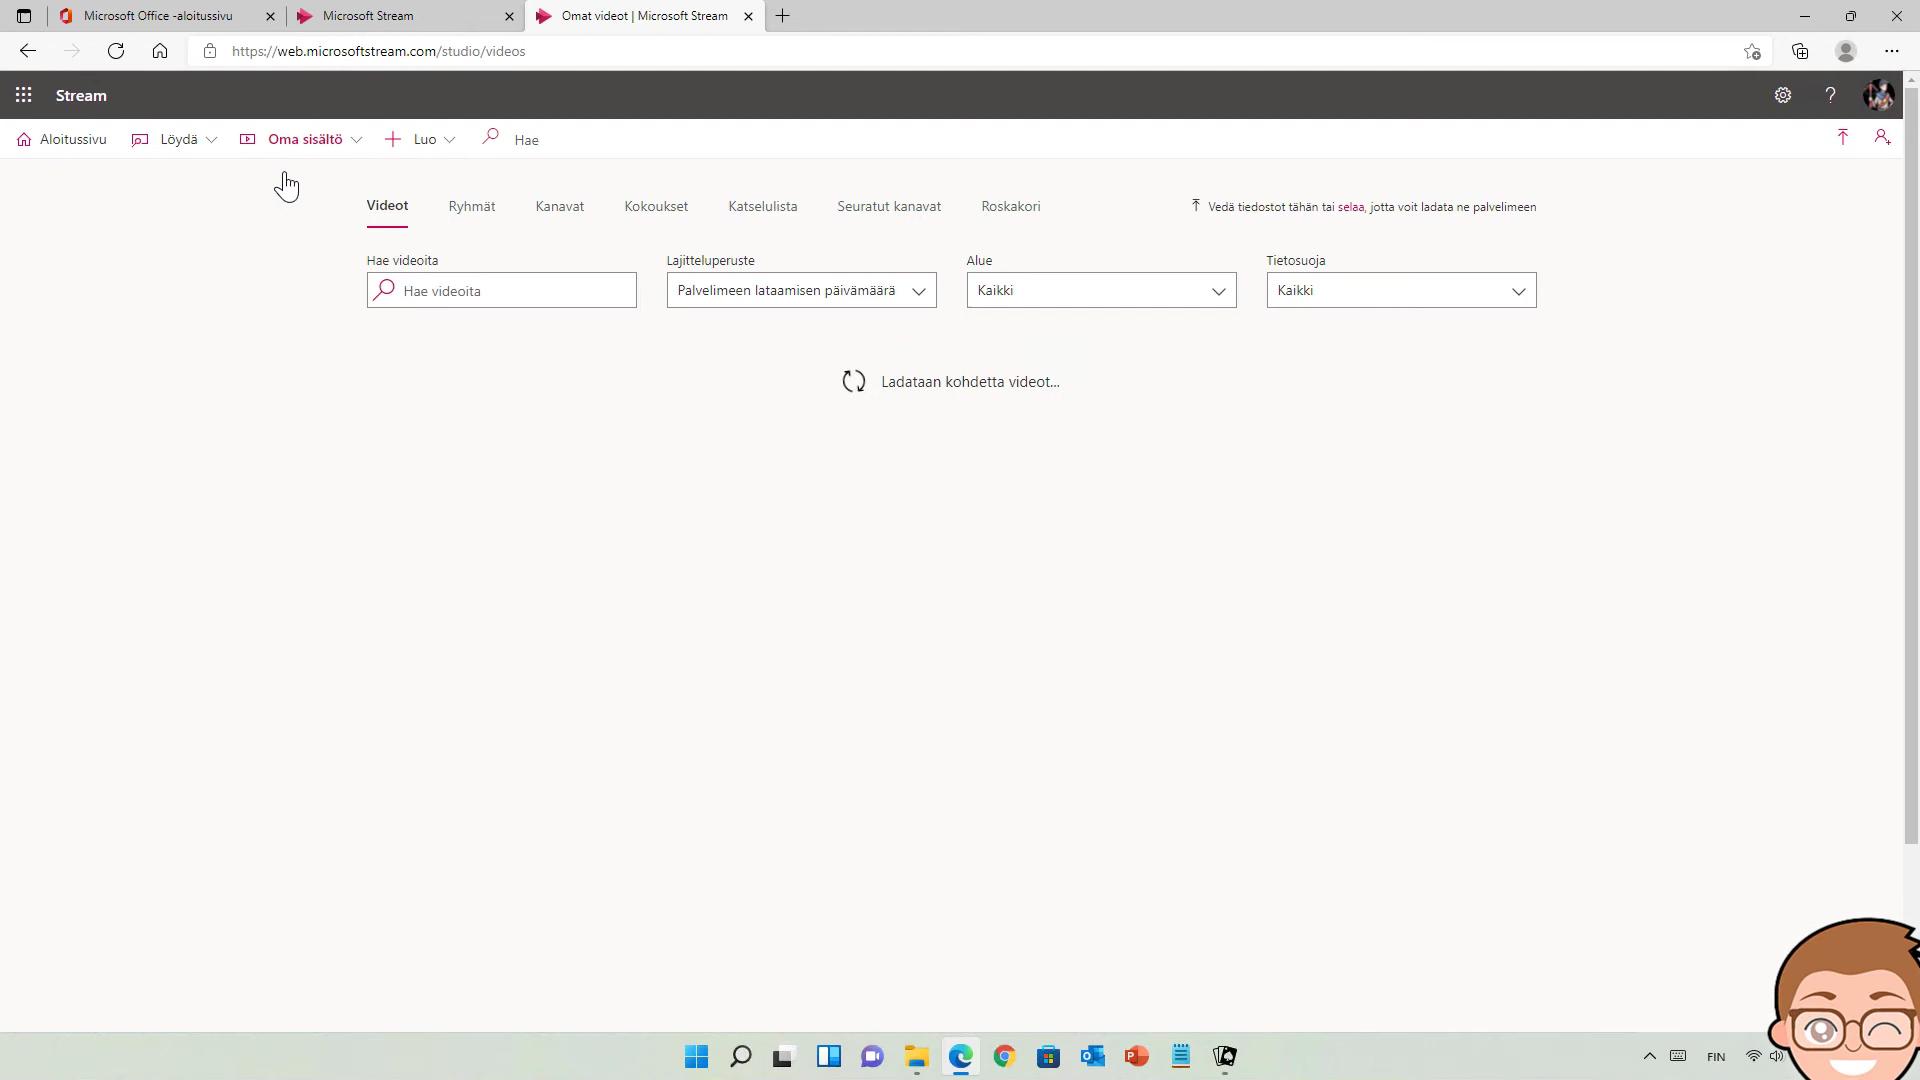 Microsoft Office -aloitussivu
Microsoft Stream
Omat videot | Microsoft Stream
https://web.microsoftstream.com/studio/videos
Stream
?
Aloitussivu
Löydä
Oma sisältö
Luo
Hae
Videot
Ryhmät
Kanavat
Kokoukset
Katselulista
Seuratut kanavat
Roskakori
Vedä tiedostot tähän tai selaa, jotta voit ladata ne palvelimeen
Hae videoita
Lajitteluperuste
Alue
Tietosuoja
Hae videoita
Palvelimeen lataamisen päivämäärä
Kaikki
Kaikki
Ladataan kohdetta videot...
FIN